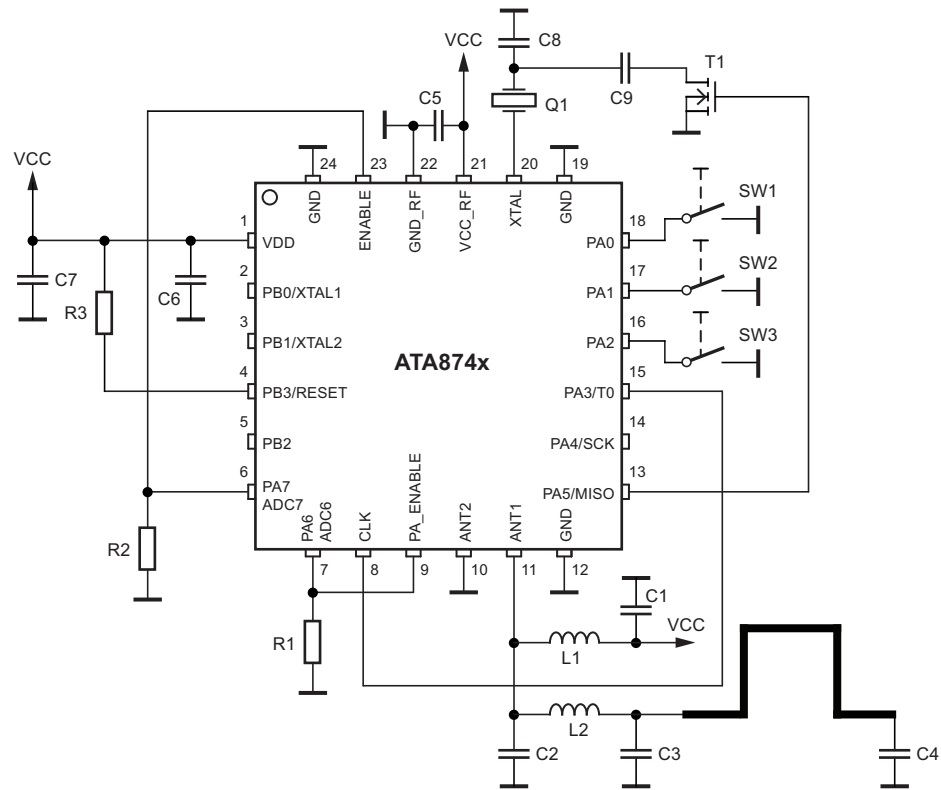 C8
VCC
T1
C5
Q1
C9
24
23
22
21
20
19
VCC
GND
ENABLE
GND_RF
VCC_RF
XTAL
GND
SW1
1
VDD
18
PA0
C7
C6
R3
2
PB0/XTAL1
17
PA1
SW2
3
PB1/XTAL2
16
PA2
SW3
ATA874x
4
PB3/RESET
15
PA3/T0
5
PB2
14
PA4/SCK
6
PA7
ADC7
13
PA5/MISO
PA6
ADC6
CLK
PA_ENABLE
ANT2
ANT1
GND
R2
7
8
9
10
11
12
R1
C1
VCC
L1
L2
C2
C3
C4